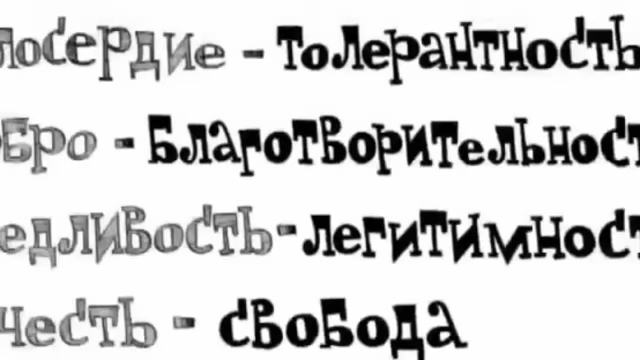 лосердие - толерантность
бро - благотворительност
едливость - легитимност
честь - свобода